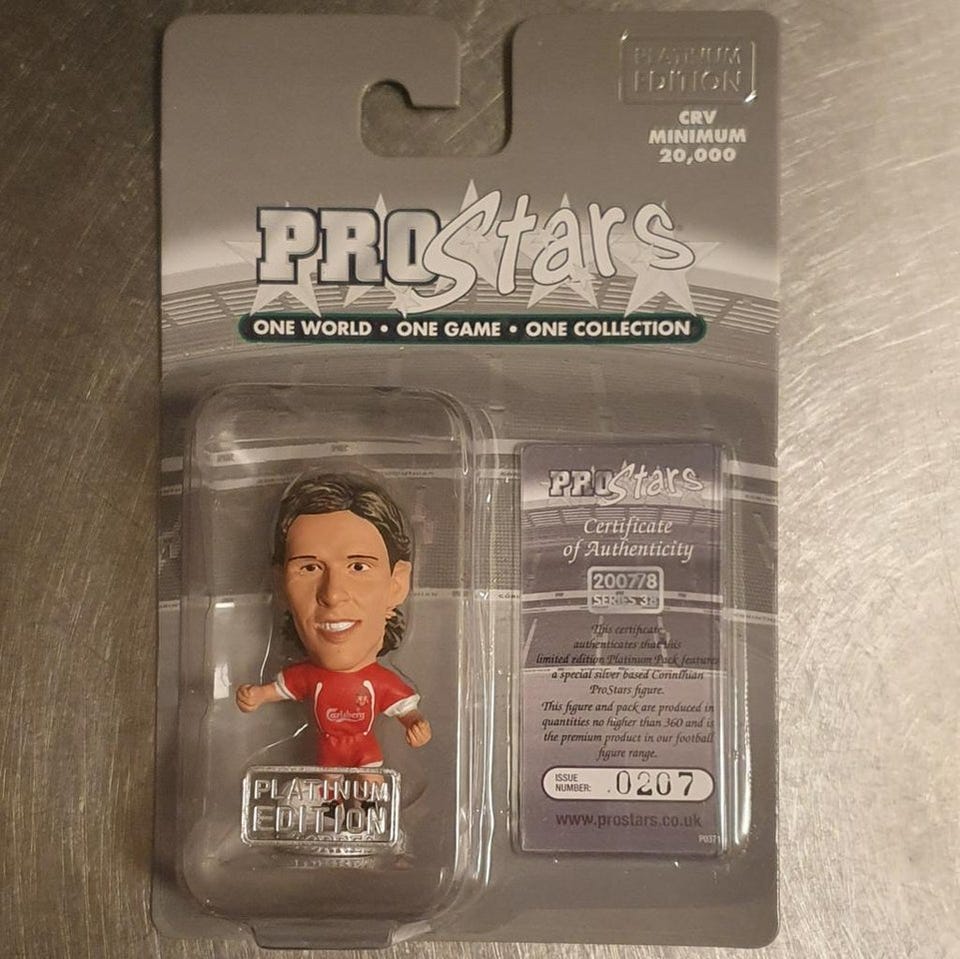 PLATINUM
EDITION
CRV
MINIMUM
20,000
PROStars
ONE WORLD • ONE GAME • ONE COLLECTION
PROStars
Certificate
of Authenticity
2007/8
SERIES 38
This certificate
authenticates that this
limited edition Platinum Pack features
a special silver based Corinthian
ProStars figure.
This figure and pack are produced in
quantities no higher than 360 and is
the premium product in our football
figure range.
ISSUE
NUMBER: .0207
www.prostars.co.uk
Carlsberg
PLATINUM
EDITION